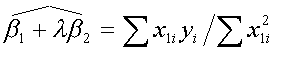 $\widehat{\beta_1 + \lambda\beta_2} = \sum x_{1i} y_i / \sum x_{1i}^2$